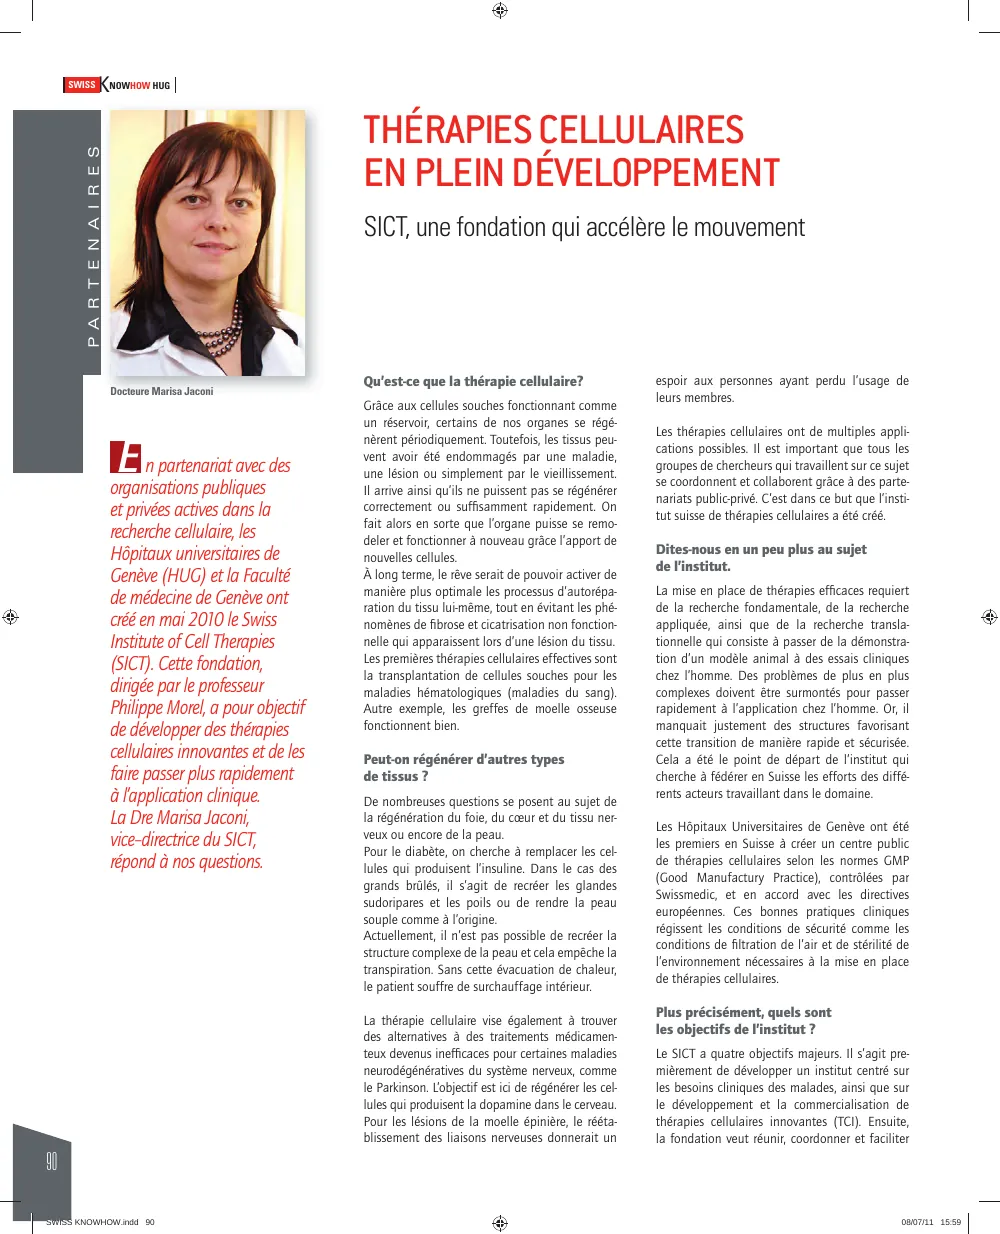 SWISS KNOWHOW HUG
PARTENAIRES
THÉRAPIES CELLULAIRES
EN PLEIN DÉVELOPPEMENT
SICT, une fondation qui accélère le mouvement
Docteure Marisa Jaconi
En partenariat avec des
organisations publiques
et privées actives dans la
recherche cellulaire, les
Hôpitaux universitaires de
Genève (HUG) et la Faculté
de médecine de Genève ont
créé en mai 2010 le Swiss
Institute of Cell Therapies
(SICT). Cette fondation,
dirigée par le professeur
Philippe Morel, a pour objectif
de développer des thérapies
cellulaires innovantes et de les
faire passer plus rapidement
à l'application clinique.
La Dre Marisa Jaconi,
vice-directrice du SICT,
répond à nos questions.
Qu'est-ce que la thérapie cellulaire?
Grâce aux cellules souches fonctionnant comme
un réservoir, certains de nos organes se régé-
nèrent périodiquement. Toutefois, les tissus peu-
vent avoir été endommagés par une maladie,
une lésion ou simplement par le vieillissement.
Il arrive ainsi qu'ils ne puissent pas se régénérer
correctement ou suffisamment rapidement. On
fait alors en sorte que l'organe puisse se remo-
deler et fonctionner à nouveau grâce l'apport de
nouvelles cellules.
À long terme, le rêve serait de pouvoir activer de
manière plus optimale les processus d'autorépa-
ration du tissu lui-même, tout en évitant les phé-
nomènes de fibrose et cicatrisation non fonction-
nelle qui apparaissent lors d'une lésion du tissu.
Les premières thérapies cellulaires effectives sont
la transplantation de cellules souches pour les
maladies hématologiques (maladies du sang).
Autre exemple, les greffes de moelle osseuse
fonctionnent bien.
Peut-on régénérer d'autres types
de tissus ?
De nombreuses questions se posent au sujet de
la régénération du foie, du cœur et du tissu ner-
veux ou encore de la peau.
Pour le diabète, on cherche à remplacer les cel-
lules qui produisent l'insuline. Dans le cas des
grands brûlés, il s'agit de recréer les glandes
sudoripares et les poils ou de rendre la peau
souple comme à l'origine.
Actuellement, il n'est pas possible de recréer la
structure complexe de la peau et cela empêche la
transpiration. Sans cette évacuation de chaleur,
le patient souffre de surchauffage intérieur.
La thérapie cellulaire vise également à trouver
des alternatives à des traitements médicamen-
teux devenus inefficaces pour certaines maladies
neurodégénératives du système nerveux, comme
le Parkinson. L'objectif est ici de régénérer les cel-
lules qui produisent la dopamine dans le cerveau.
Pour les lésions de la moelle épinière, le rééta-
blissement des liaisons nerveuses donnerait un
espoir aux personnes ayant perdu l'usage de
leurs membres.
Les thérapies cellulaires ont de multiples appli-
cations possibles. Il est important que tous les
groupes de chercheurs qui travaillent sur ce sujet
se coordonnent et collaborent grâce à des parte-
nariats public-privé. C'est dans ce but que l'insti-
tut suisse de thérapies cellulaires a été créé.
Dites-nous en un peu plus au sujet
de l'institut.
La mise en place de thérapies efficaces requiert
de la recherche fondamentale, de la recherche
appliquée, ainsi que de la recherche transla-
tionnelle qui consiste à passer de la démonstra-
tion d'un modèle animal à des essais cliniques
chez l'homme. Des problèmes de plus en plus
complexes doivent être surmontés pour passer
rapidement à l'application chez l'homme. Or, il
manquait justement des structures favorisant
cette transition de manière rapide et sécurisée.
Cela a été le point de départ de l'institut qui
cherche à fédérer en Suisse les efforts des diffé-
rents acteurs travaillant dans le domaine.
Les Hôpitaux Universitaires de Genève ont été
les premiers en Suisse à créer un centre public
de thérapies cellulaires selon les normes GMP
(Good Manufactury Practice), contrôlées par
Swissmedic, et en accord avec les directives
européennes. Ces bonnes pratiques cliniques
régissent les conditions de sécurité comme les
conditions de filtration de l'air et de stérilité de
l'environnement nécessaires à la mise en place
de thérapies cellulaires.
Plus précisément, quels sont
les objectifs de l'institut ?
Le SICT a quatre objectifs majeurs. Il s'agit pre-
mièrement de développer un institut centré sur
les besoins cliniques des malades, ainsi que sur
le développement et la commercialisation de
thérapies cellulaires innovantes (TCI). Ensuite,
la fondation veut réunir, coordonner et faciliter
90
SWISS KNOWHOW.indd 90
08/07/11 15:59